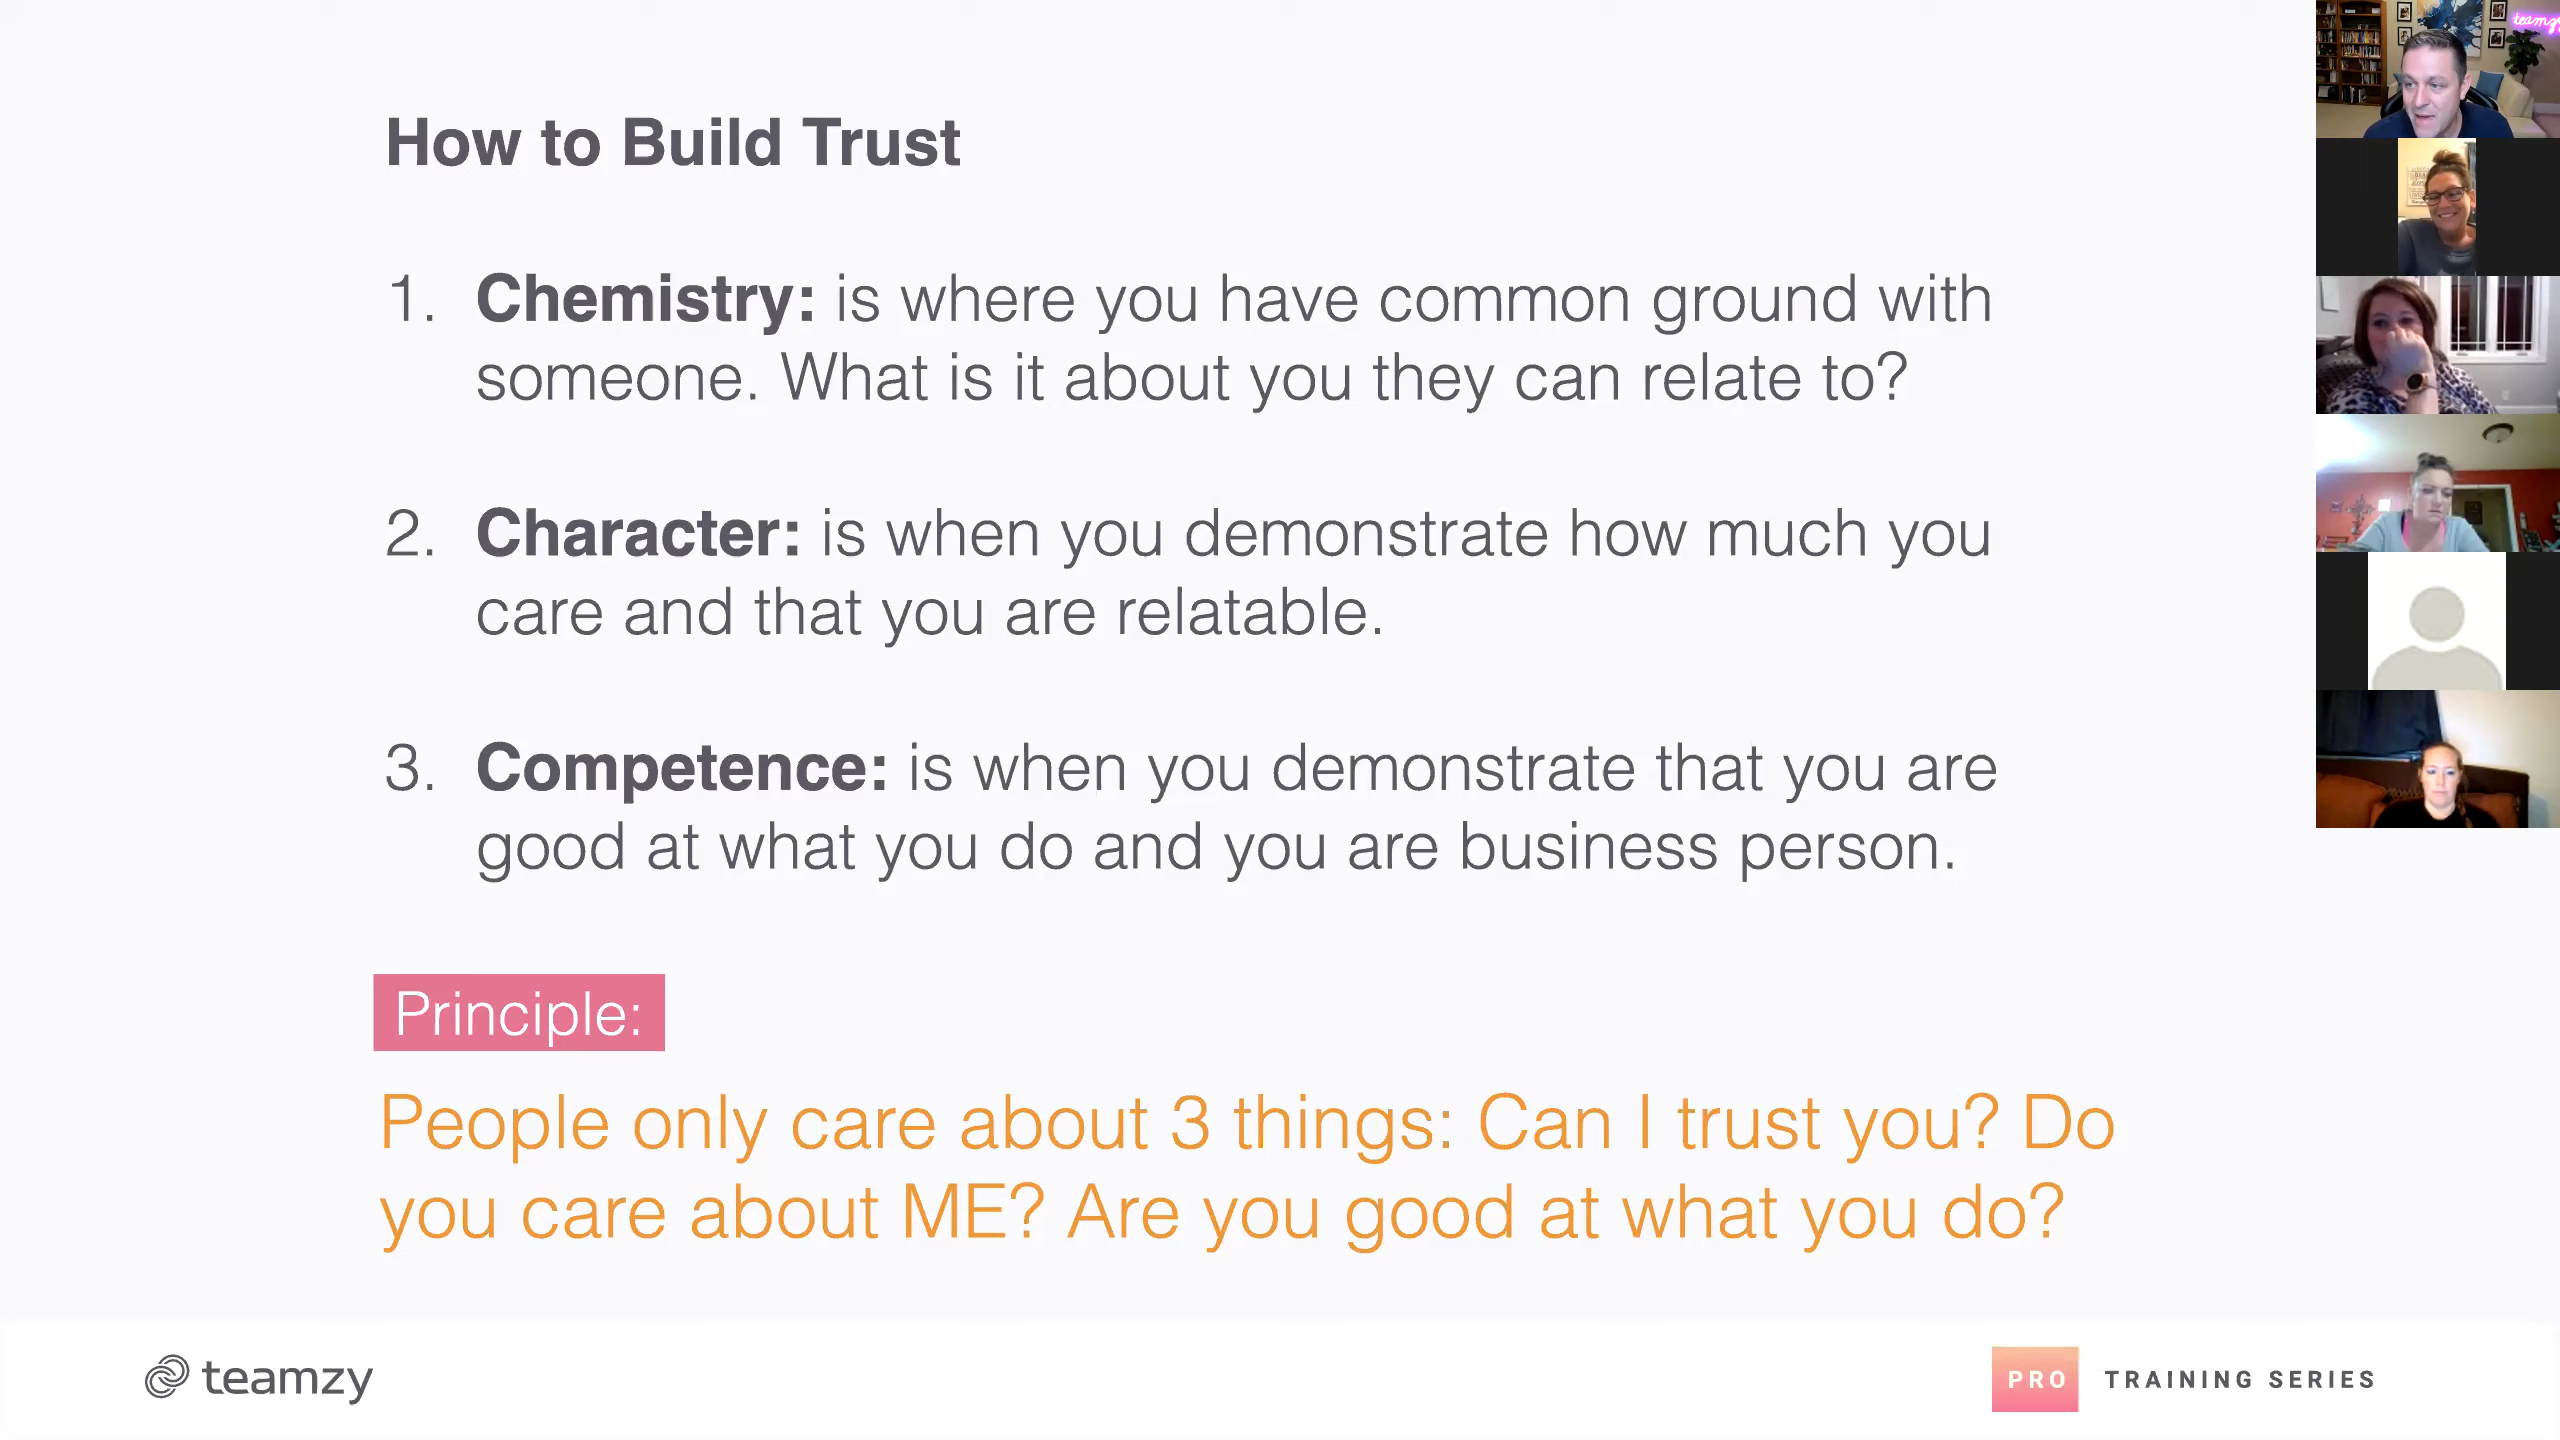 How to Build Trust
1. Chemistry: is where you have common ground with
someone. What is it about you they can relate to?
2. Character: is when you demonstrate how much you
care and that you are relatable.
3. Competence: is when you demonstrate that you are
good at what you do and you are business person.
Principle:
People only care about 3 things: Can I trust you? Do
you care about ME? Are you good at what you do?
teamzy
PRO TRAINING SERIES